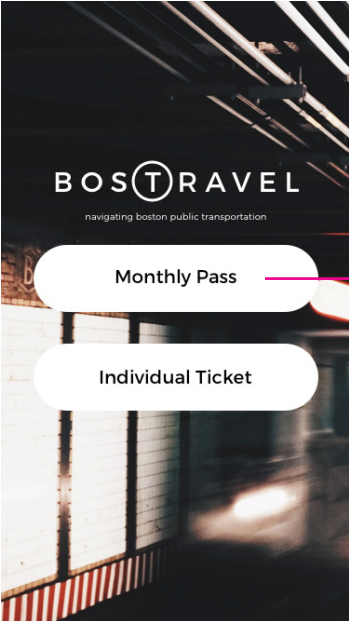 BOSTRAVEL
navigating boston public transportation
Monthly Pass
Individual Ticket